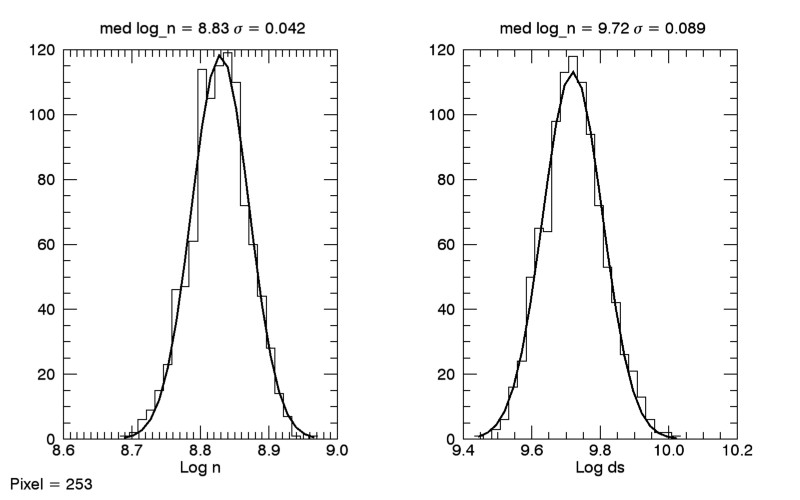 med log_n = 8.83 σ = 0.042
med log_n = 9.72 σ = 0.089
120
100
80
60
40
20
0
8.6 8.7 8.8 8.9 9.0
Log n
120
100
80
60
40
20
0
9.4 9.6 9.8 10.0 10.2
Log ds
Pixel = 253